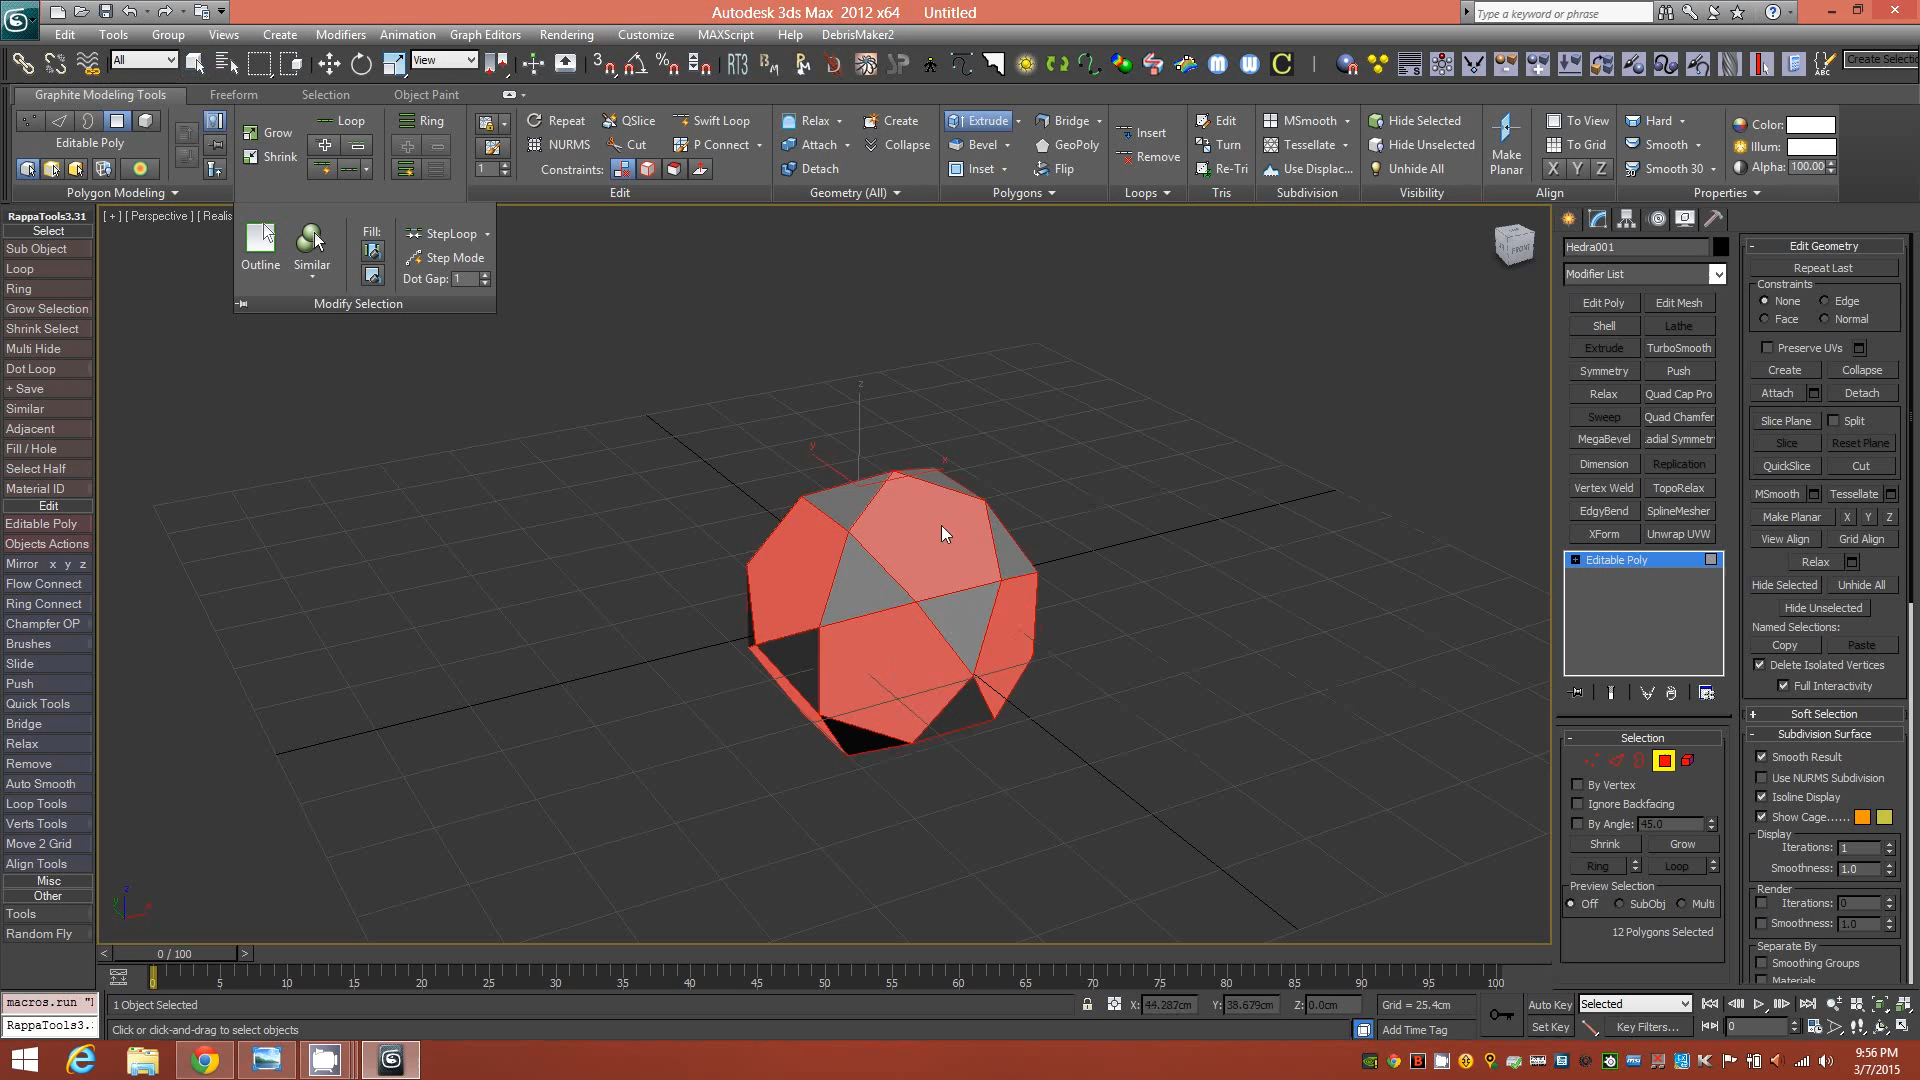 Autodesk 3ds Max 2012 x64 Untitled
Type a keyword or phrase
Edit Tools Group Views Create Modifiers Animation Graph Editors Rendering Customize MAXScript Help DebrisMaker2
All View Create Selectio
Graphite Modeling Tools Freeform Selection Object Paint
Grow Loop Ring Repeat QSlice Swift Loop Relax Create Extrude Bridge Insert Edit MSmooth Hide Selected To View Hard Color:
Editable Poly Shrink NURMS Cut P Connect Attach Collapse Bevel GeoPoly Remove Turn Tessellate Hide Unselected Make Planar To Grid Smooth Illum:
1 Constraints: Detach Inset Flip Re-Tri Use Displac... Unhide All X Y Z Smooth 30 Alpha: 100.00
Polygon Modeling Edit Geometry (All) Polygons Loops Tris Subdivision Visibility Align Properties
RappaTools3.31
Select
Sub Object
Loop
Ring
Grow Selection
Shrink Select
Multi Hide
Dot Loop
+ Save
Similar
Adjacent
Fill / Hole
Select Half
Material ID
Edit
Editable Poly
Objects Actions
Mirror x y z
Flow Connect
Ring Connect
Champfer OP
Brushes
Slide
Push
Quick Tools
Bridge
Relax
Remove
Auto Smooth
Loop Tools
Verts Tools
Move 2 Grid
Align Tools
Misc
Other
Tools
Random Fly
[ + ] [ Perspective ] [ Realis
Outline Similar Fill: StepLoop
Step Mode
Dot Gap: 1
Modify Selection
FRONT
z
y
x
Hedra001
Modifier List
Edit Poly Edit Mesh
Shell Lathe
Extrude TurboSmooth
Symmetry Push
Relax Quad Cap Pro
Sweep Quad Chamfer
MegaBevel adial Symmetr
Dimension Replication
Vertex Weld TopoRelax
EdgyBend SplineMesher
XForm Unwrap UVW
Editable Poly
Selection
By Vertex
Ignore Backfacing
By Angle: 45.0
Shrink Grow
Ring Loop
Preview Selection
Off SubObj Multi
12 Polygons Selected
Edit Geometry
Repeat Last
Constraints
None Edge
Face Normal
Preserve UVs
Create Collapse
Attach Detach
Slice Plane Split
Slice Reset Plane
QuickSlice Cut
MSmooth Tessellate
Make Planar X Y Z
View Align Grid Align
Relax
Hide Selected Unhide All
Hide Unselected
Named Selections:
Copy Paste
Delete Isolated Vertices
Full Interactivity
Soft Selection
Subdivision Surface
Smooth Result
Use NURMS Subdivision
Isoline Display
Show Cage......
Display
Iterations: 1
Smoothness: 1.0
Render
Iterations: 0
Smoothness: 1.0
Separate By
Smoothing Groups
Materials
< 0 / 100 >
0 5 10 15 20 25 30 35 40 45 50 55 60 65 70 75 80 85 90 95 100
macros.run "
RappaTools3.
1 Object Selected X: 44.287cm Y: 38.679cm Z: 0.0cm Grid = 25.4cm Auto Key Selected
Click or click-and-drag to select objects Add Time Tag Set Key Key Filters... 0
9:56 PM
3/7/2015